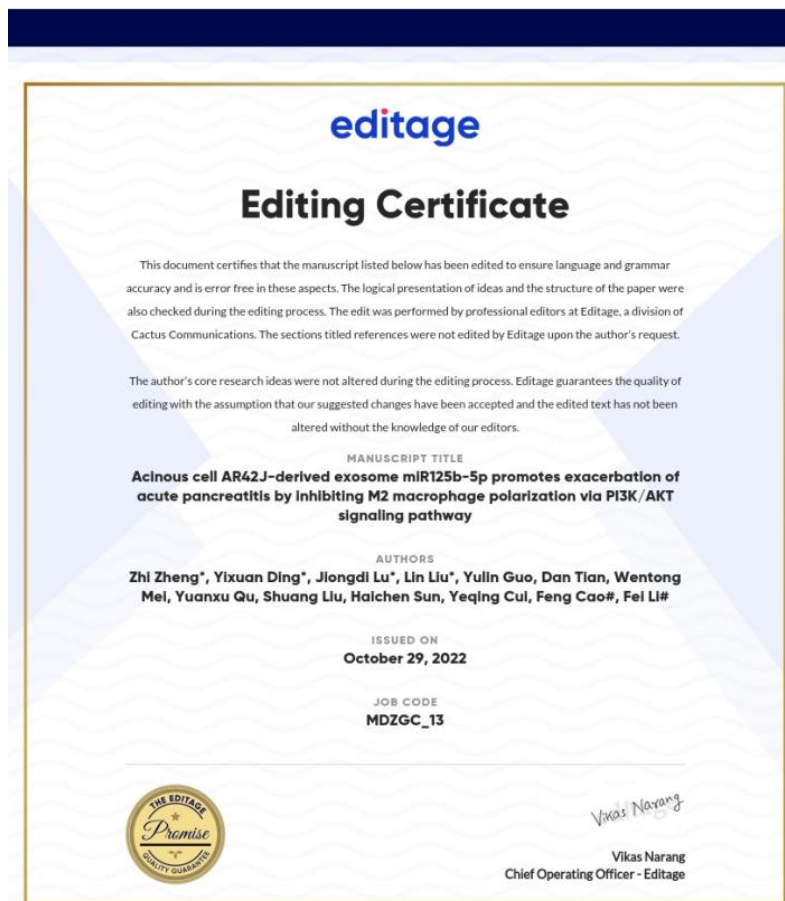 editage
Editing Certificate
This document certifies that the manuscript listed below has been edited to ensure language and grammar
accuracy and is error free in these aspects. The logical presentation of ideas and the structure of the paper were
also checked during the editing process. The edit was performed by professional editors at Editage, a division of
Cactus Communications. The sections titled references were not edited by Editage upon the author's request.
The author's core research ideas were not altered during the editing process. Editage guarantees the quality of
editing with the assumption that our suggested changes have been accepted and the edited text has not been
altered without the knowledge of our editors.
MANUSCRIPT TITLE
Acinous cell AR42J-derived exosome miR125b-5p promotes exacerbation of
acute pancreatitis by inhibiting M2 macrophage polarization via PI3K/AKT
signaling pathway
AUTHORS
Zhi Zheng*, Yixuan Ding*, Jiongdi Lu*, Lin Liu*, Yulin Guo, Dan Tian, Wentong
Mei, Yuanxu Qu, Shuang Liu, Haichen Sun, Yeqing Cui, Feng Cao#, Fei Li#
ISSUED ON
October 29, 2022
JOB CODE
MDZGC_13
THE EDITAGE
Promise
QUALITY GUARANTEE
Vikas Narang
Vikas Narang
Chief Operating Officer - Editage